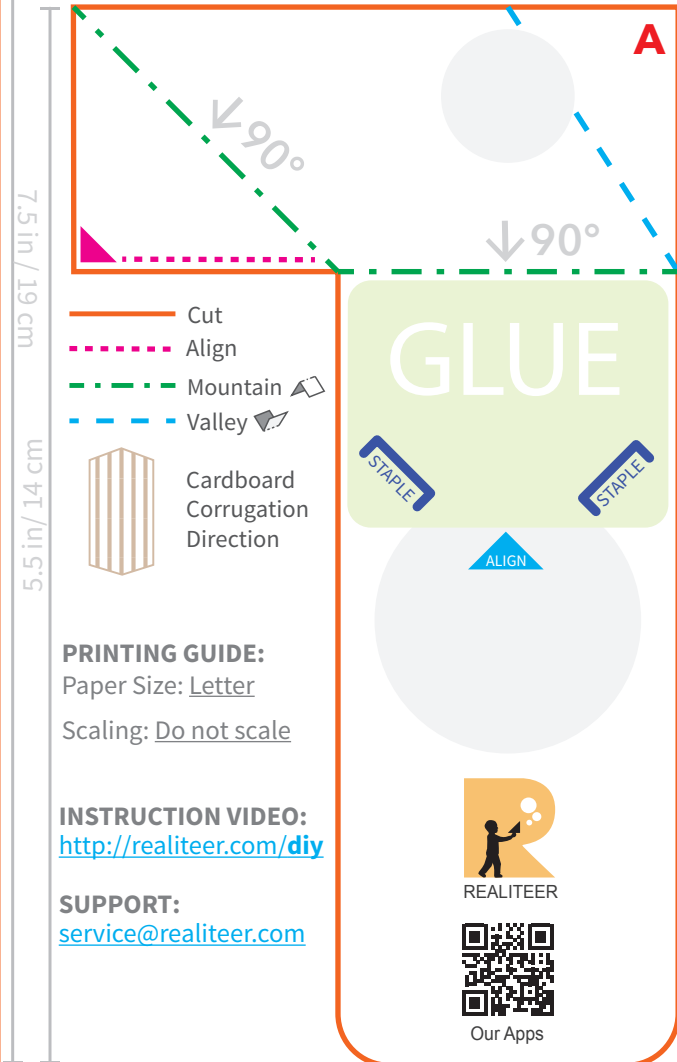 A
↓90°
↓90°
7.5 in / 19 cm
5.5 in/ 14 cm
Cut
Align
Mountain
Valley
Cardboard
Corrugation
Direction
GLUE
STAPLE
STAPLE
ALIGN
PRINTING GUIDE:
Paper Size: Letter
Scaling: Do not scale
INSTRUCTION VIDEO:
http://realiteer.com/diy
SUPPORT:
service@realiteer.com
R
REALITEER
Our Apps